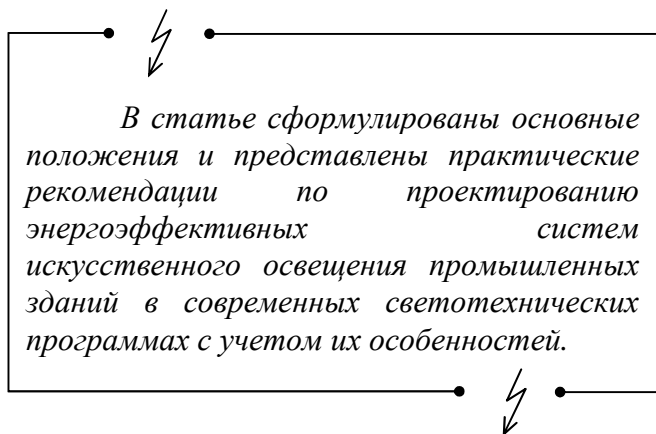 В статье сформулированы основные
положения и представлены практические
рекомендации по проектированию
энергоэффективных систем
искусственного освещения промышленных
зданий в современных светотехнических
программах с учетом их особенностей.